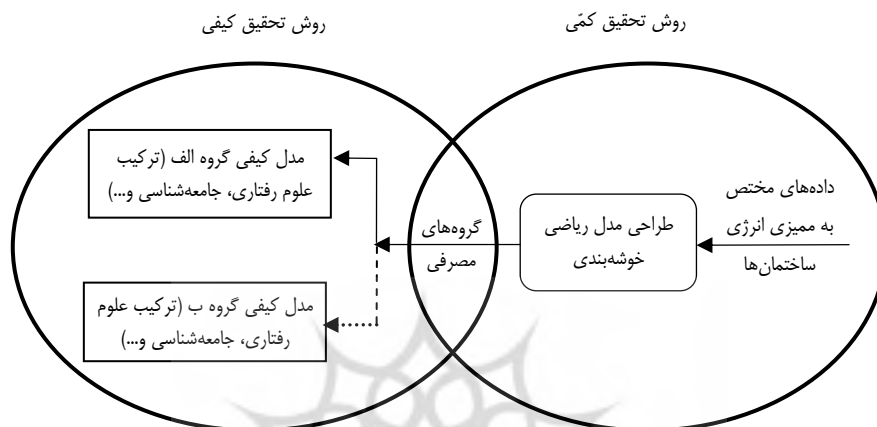 روش تحقیق کمّی
روش تحقیق کیفی
داده‌های مختص
به ممیزی انرژی
ساختمان‌ها
طراحی مدل ریاضی
خوشه‌بندی
گروه‌های
مصرفی
مدل کیفی گروه الف (ترکیب
علوم رفتاری، جامعه‌شناسی و...)
مدل کیفی گروه ب (ترکیب علوم
رفتاری، جامعه‌شناسی و...)